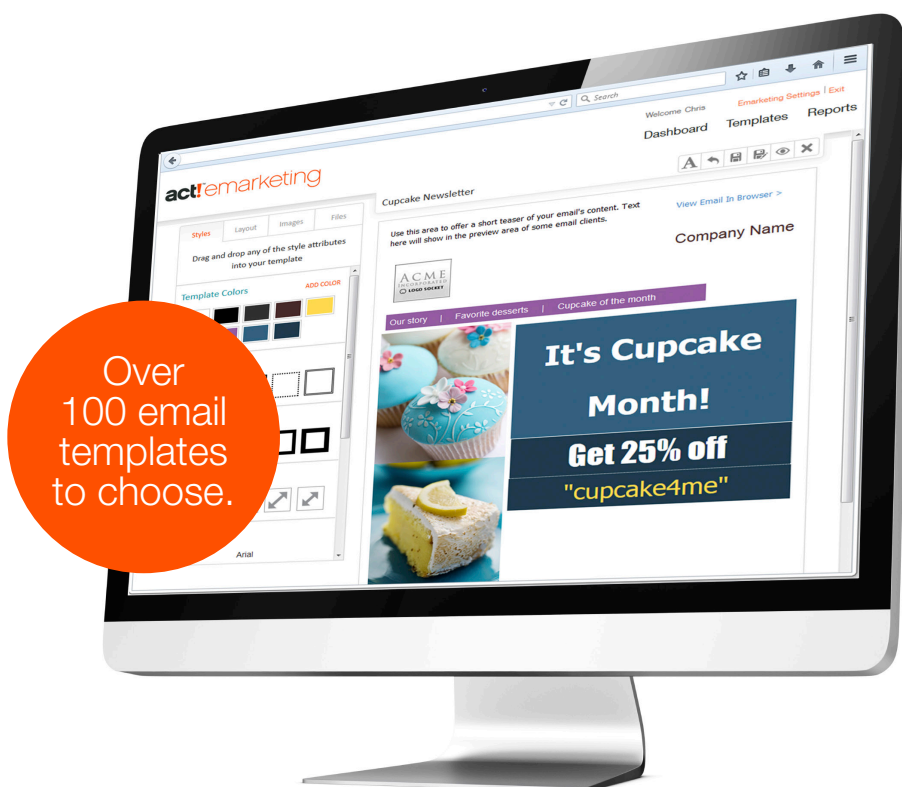 Search
Welcome Chris
Emarketing Settings | Exit
Dashboard Templates Reports
act! emarketing
Cupcake Newsletter
Styles Layout Images Files
Drag and drop any of the style attributes
into your template
Template Colors ADD COLOR
Arial
Use this area to offer a short teaser of your email's content. Text
here will show in the preview area of some email clients.
View Email In Browser >
Company Name
ACME
INCORPORATED
LOGO SOCKET
Our story | Favorite desserts | Cupcake of the month
It's Cupcake
Month!
Get 25% off
"cupcake4me"
Over
100 email
templates
to choose.